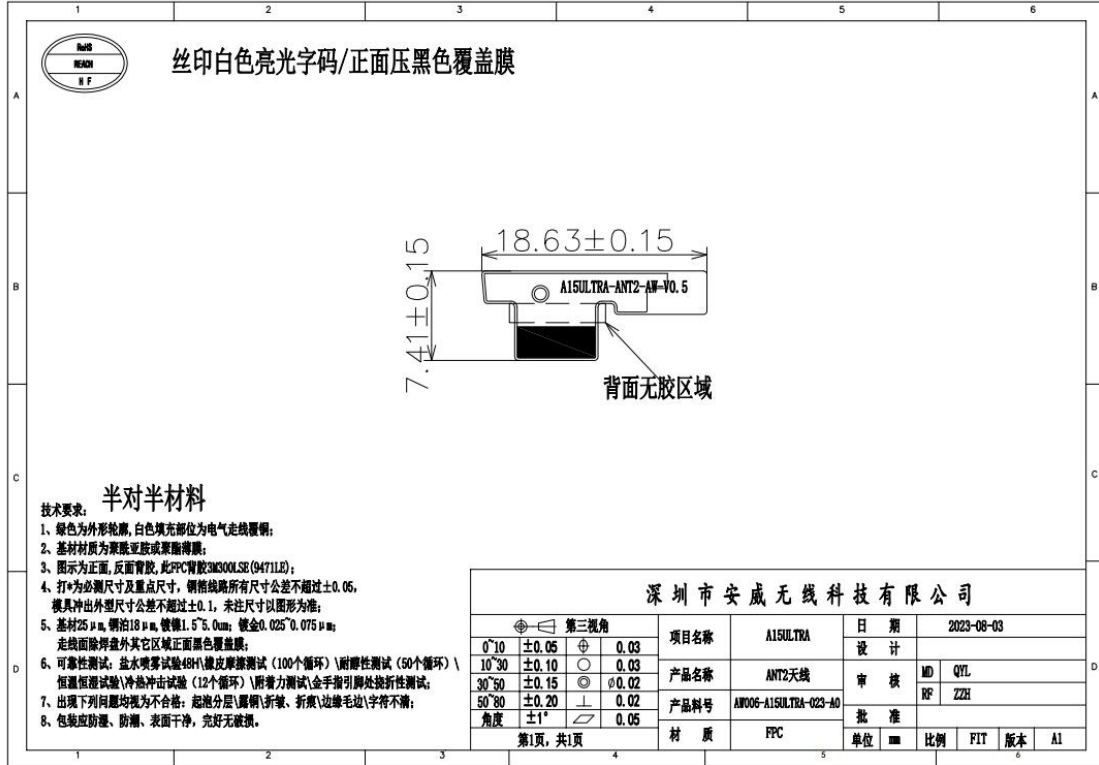 1 2 3 4 5 6
RoHS
REACH
H F
丝印白色亮光字码/正面压黑色覆盖膜
A A
18.63±0.15
7.41±0.15
A15ULTRA-ANT2-AW-V0.5
B B
背面无胶区域
C C
半对半材料
技术要求:
1、绿色为外形轮廓,白色填充部位为电气走线覆铜;
2、基材材质为聚酰亚胺或聚酯薄膜;
3、图示为正面,反面背胶,此FPC背胶3M300LSE(9471LE);
4、打*为必测尺寸及重点尺寸, 铜箔线路所有尺寸公差不超过±0.05,
模具冲出外型尺寸公差不超过±0.1, 未注尺寸以图形为准;
5、基材25μm,铜泊18μm,镀镍1.5~5.0um; 镀金0.025~0.075μm;
走线面除焊盘外其它区域正面黑色覆盖膜;
6、可靠性测试: 盐水喷雾试验48H\橡皮摩擦测试(100个循环)\耐醇性测试(50个循环)\
恒温恒湿试验\冷热冲击试验(12个循环)\附着力测试\金手指引脚处挠折性测试;
7、出现下列问题均视为不合格: 起泡分层\露铜\折皱、折痕\边缘毛边\字符不清;
8、包装应防湿、防潮、表面干净, 完好无破损。
D D
深圳市安威无线科技有限公司
第三视角
0~10 ±0.05 ⌖ 0.03
10~30 ±0.10 ○ 0.03
30~50 ±0.15 ◎ ø0.02
50~80 ±0.20 ⊥ 0.02
角度 ±1° ▱ 0.05
第1页, 共1页
项目名称 A15ULTRA
产品名称 ANT2天线
产品料号 AW006-A15ULTRA-023-A0
材 质 FPC
日 期 2023-08-03
设 计
审 核 MD QYL
RF ZZH
批 准
单位 mm 比例 FIT 版本 A1
1 2 3 4 5 6